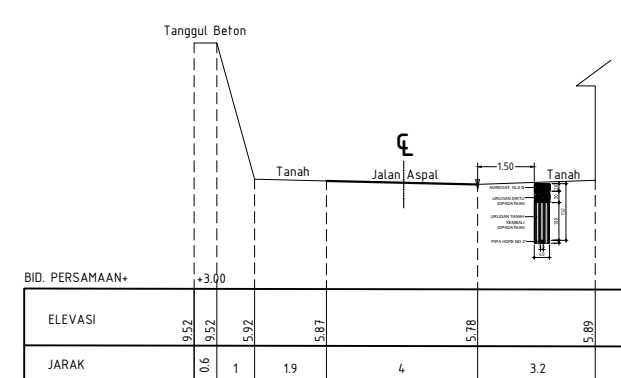 Tanggul Beton
℄
1.50
Tanah
Jalan Aspal
Tanah
AGREGAT KLS B
URUGAN SIRTU
DIPADATKAN
URUGAN TANAH
KEMBALI
DIPADATKAN
PIPA HDPE ND 3"
BID. PERSAMAAN+
+3.00
ELEVASI
9.52
9.52
5.92
5.87
5.78
5.89
JARAK
0.6
1
1.9
4
3.2